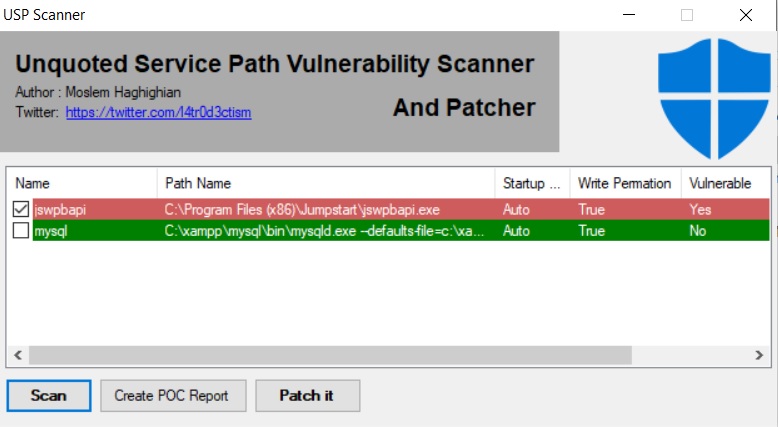 USP Scanner
Unquoted Service Path Vulnerability Scanner
And Patcher
Author : Moslem Haghighian
Twitter: https://twitter.com/l4tr0d3ctism
Name Path Name Startup ... Write Permation Vulnerable
jswpbapi C:\Program Files (x86)\Jumpstart\jswpbapi.exe Auto True Yes
mysql C:\xampp\mysql\bin\mysqld.exe --defaults-file=c:\xa... Auto True No
Scan Create POC Report Patch it